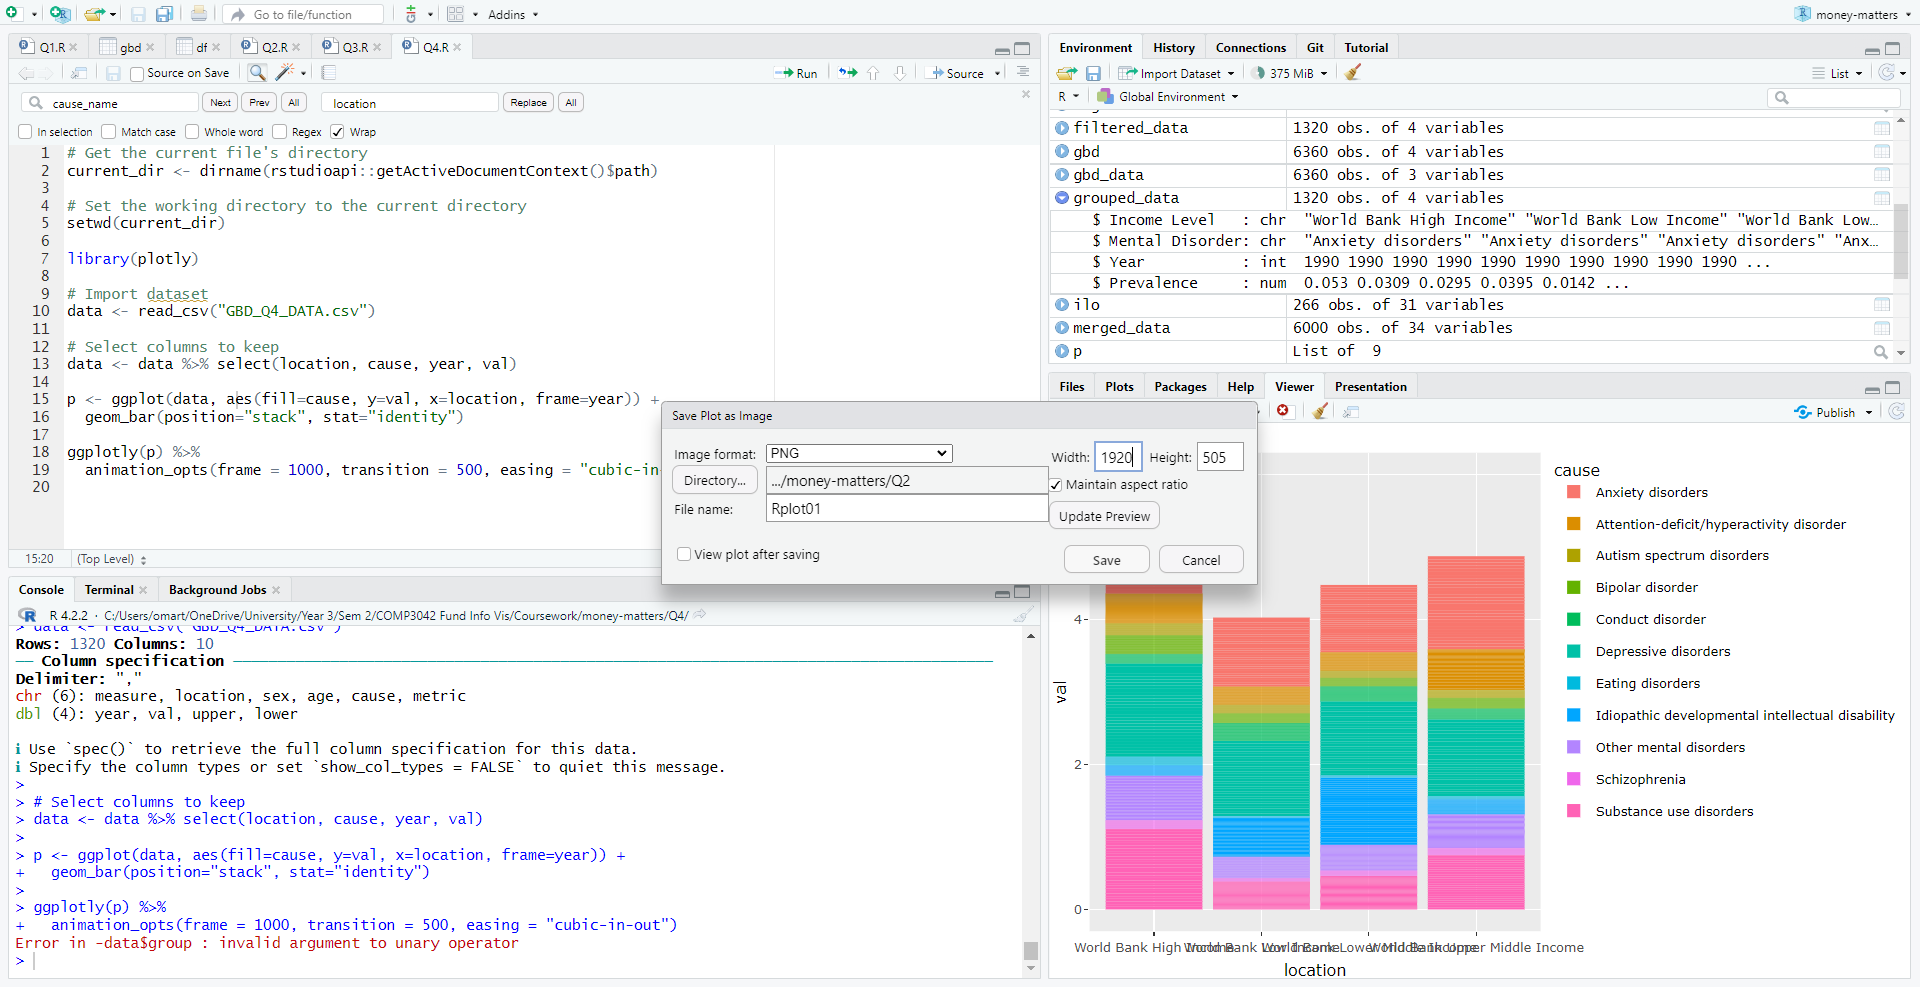 Go to file/function
Addins
money-matters
Q1.R
gbd
df
Q2.R
Q3.R
Q4.R
Source on Save
Run
Source
cause_name
Next
Prev
All
location
Replace
All
In selection
Match case
Whole word
Regex
Wrap
1 # Get the current file's directory
2 current_dir <- dirname(rstudioapi::getActiveDocumentContext()$path)
3
4 # Set the working directory to the current directory
5 setwd(current_dir)
6
7 library(plotly)
8
9 # Import dataset
10 data <- read_csv("GBD_Q4_DATA.csv")
11
12 # Select columns to keep
13 data <- data %>% select(location, cause, year, val)
14
15 p <- ggplot(data, aes(fill=cause, y=val, x=location, frame=year)) +
16 geom_bar(position="stack", stat="identity")
17
18 ggplotly(p) %>%
19 animation_opts(frame = 1000, transition = 500, easing = "cubic-in-
20
15:20
(Top Level)
Console
Terminal
Background Jobs
R 4.2.2 · C:/Users/omart/OneDrive/University/Year 3/Sem 2/COMP3042 Fund Info Vis/Coursework/money-matters/Q4/
> data <- read_csv("GBD_Q4_DATA.csv")
Rows: 1320 Columns: 10
── Column specification ──
Delimiter: ","
chr (6): measure, location, sex, age, cause, metric
dbl (4): year, val, upper, lower
ℹ Use `spec()` to retrieve the full column specification for this data.
ℹ Specify the column types or set `show_col_types = FALSE` to quiet this message.
>
> # Select columns to keep
> data <- data %>% select(location, cause, year, val)
>
> p <- ggplot(data, aes(fill=cause, y=val, x=location, frame=year)) +
+ geom_bar(position="stack", stat="identity")
>
> ggplotly(p) %>%
+ animation_opts(frame = 1000, transition = 500, easing = "cubic-in-out")
Error in -data$group : invalid argument to unary operator
>
Environment
History
Connections
Git
Tutorial
Import Dataset
375 MiB
List
R
Global Environment
filtered_data 1320 obs. of 4 variables
gbd 6360 obs. of 4 variables
gbd_data 6360 obs. of 3 variables
grouped_data 1320 obs. of 4 variables
$ Income Level : chr "World Bank High Income" "World Bank Low Income" "World Bank Low…
$ Mental Disorder: chr "Anxiety disorders" "Anxiety disorders" "Anxiety disorders" "Anx…
$ Year : int 1990 1990 1990 1990 1990 1990 1990 1990 1990 1990 ...
$ Prevalence : num 0.053 0.0309 0.0295 0.0395 0.0142 ...
ilo 266 obs. of 31 variables
merged_data 6000 obs. of 34 variables
p List of 9
Files
Plots
Packages
Help
Viewer
Presentation
Publish
Save Plot as Image
Image format: PNG
Directory...
.../money-matters/Q2
File name: Rplot01
View plot after saving
Width: 1920
Height: 505
Maintain aspect ratio
Update Preview
Save
Cancel
cause
Anxiety disorders
Attention-deficit/hyperactivity disorder
Autism spectrum disorders
Bipolar disorder
Conduct disorder
Depressive disorders
Eating disorders
Idiopathic developmental intellectual disability
Other mental disorders
Schizophrenia
Substance use disorders
4
2
0
val
World Bank High Income
World Bank Low Income
World Bank Lower Middle Income
World Bank Upper Middle Income
location